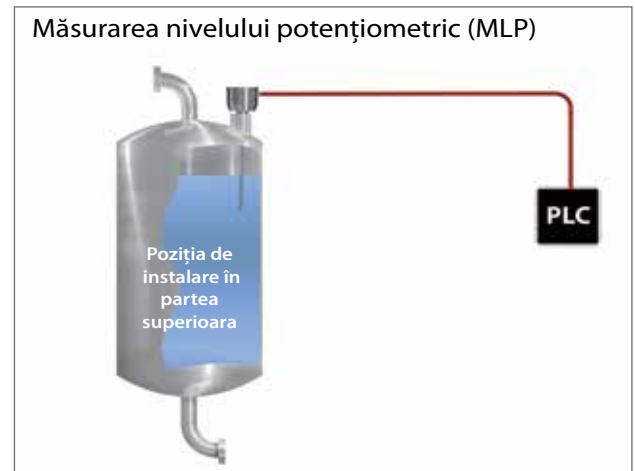 Măsurarea nivelului potențiometric (MLP)
PLC
Poziția de
instalare în
partea
superioara